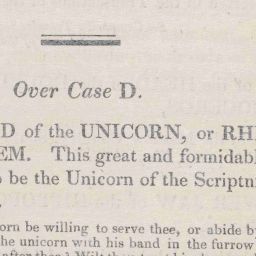 Over Case D.
D of the UNICORN, or RH
EM. This great and formidabl
be the Unicorn of the Scriptu
orn be willing to serve thee, or abide by
he unicorn with his band in the furrow